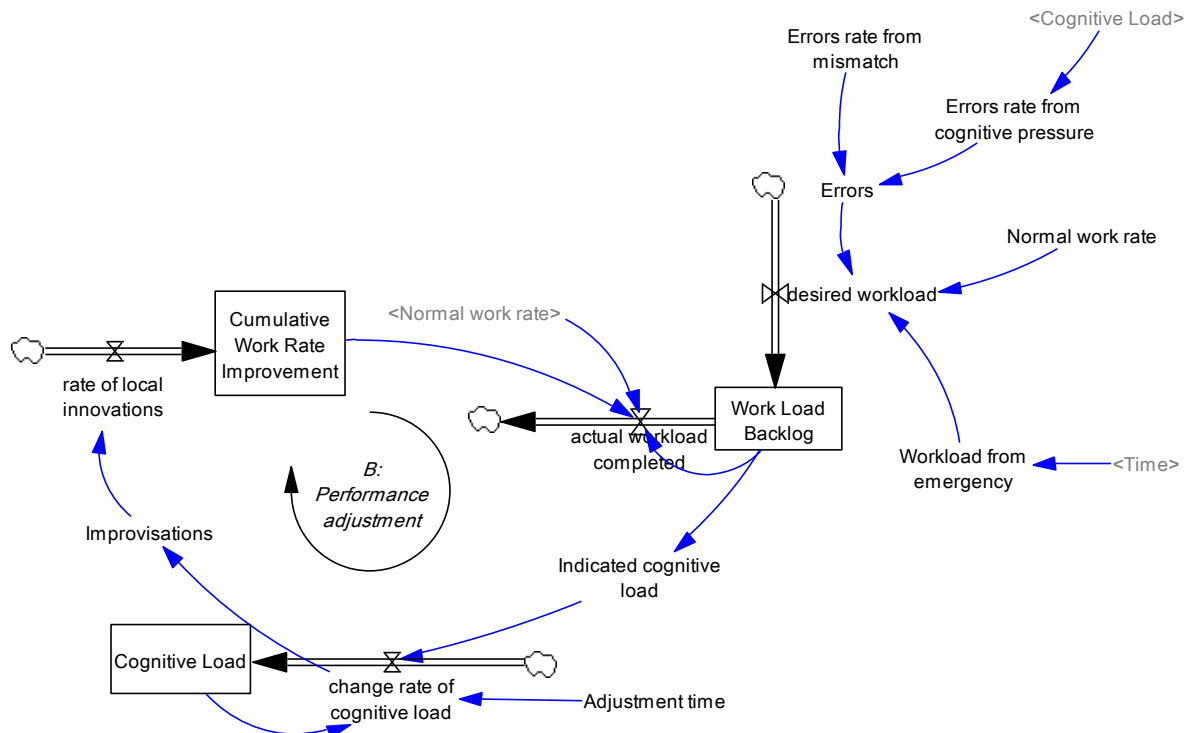 <Cognitive Load>
Errors rate from
mismatch
Errors rate from
cognitive pressure
Errors
Normal work rate
desired workload
Cumulative
Work Rate
Improvement
<Normal work rate>
rate of local
innovations
Work Load
Backlog
actual workload
completed
B:
Performance
adjustment
Workload from
emergency
<Time>
Improvisations
Indicated cognitive
load
Cognitive Load
change rate of
cognitive load
Adjustment time